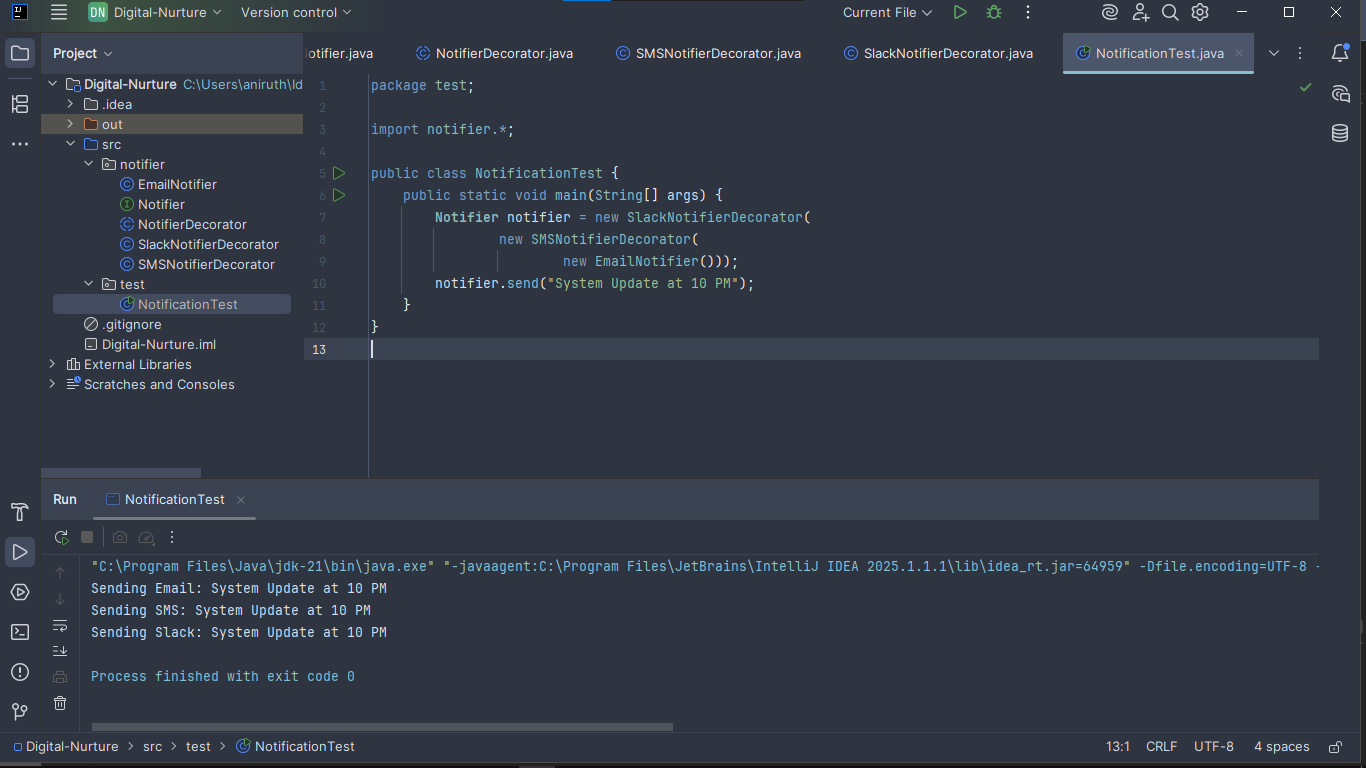 DN Digital-Nurture Version control Current File
Project
otifier.java NotifierDecorator.java SMSNotifierDecorator.java SlackNotifierDecorator.java NotificationTest.java
Digital-Nurture C:\Users\aniruth\Id
.idea
out
src
notifier
EmailNotifier
Notifier
NotifierDecorator
SlackNotifierDecorator
SMSNotifierDecorator
test
NotificationTest
.gitignore
Digital-Nurture.iml
External Libraries
Scratches and Consoles
1 package test;
2
3 import notifier.*;
4
5 public class NotificationTest {
6 public static void main(String[] args) {
7 Notifier notifier = new SlackNotifierDecorator(
8 new SMSNotifierDecorator(
9 new EmailNotifier()));
10 notifier.send("System Update at 10 PM");
11 }
12 }
13
Run NotificationTest
"C:\Program Files\Java\jdk-21\bin\java.exe" "-javaagent:C:\Program Files\JetBrains\IntelliJ IDEA 2025.1.1.1\lib\idea_rt.jar=64959" -Dfile.encoding=UTF-8 -
Sending Email: System Update at 10 PM
Sending SMS: System Update at 10 PM
Sending Slack: System Update at 10 PM
Process finished with exit code 0
Digital-Nurture > src > test > NotificationTest 13:1 CRLF UTF-8 4 spaces